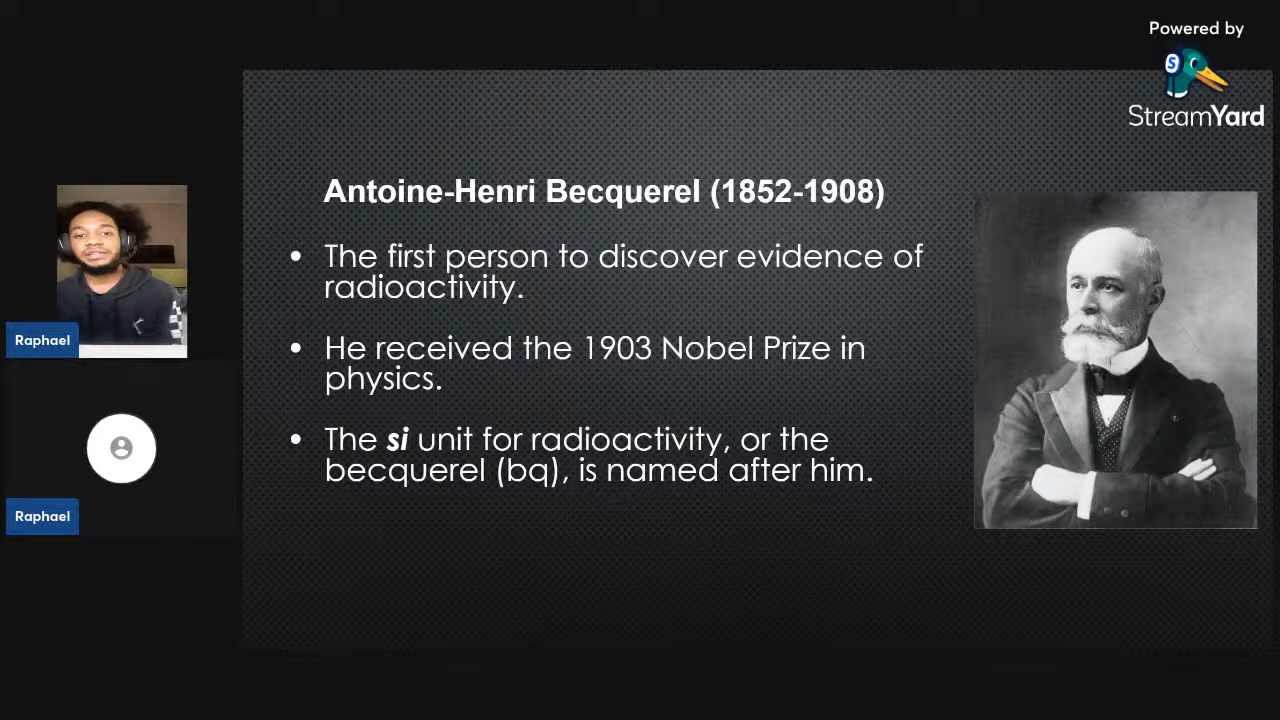 Powered by
S
StreamYard
Antoine-Henri Becquerel (1852-1908)
• The first person to discover evidence of
radioactivity.
• He received the 1903 Nobel Prize in
physics.
• The si unit for radioactivity, or the
becquerel (bq), is named after him.
Raphael
Raphael